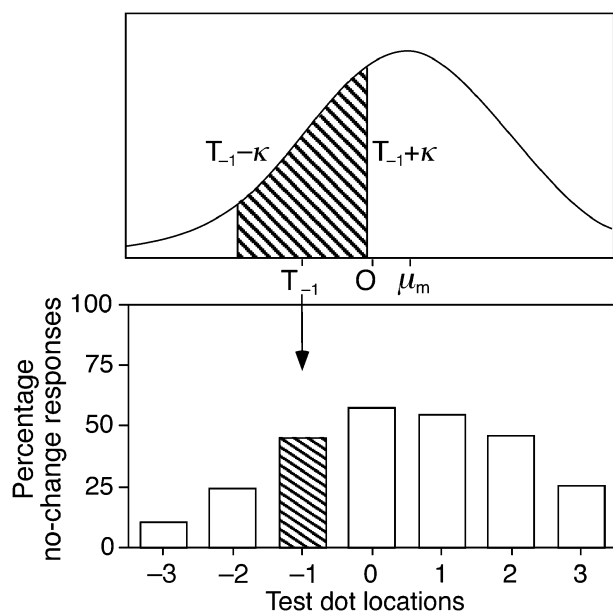 T₋₁−κ
T₋₁+κ
T₋₁ O μₘ
100
75
50
25
0
Percentage
no-change responses
−3 −2 −1 0 1 2 3
Test dot locations